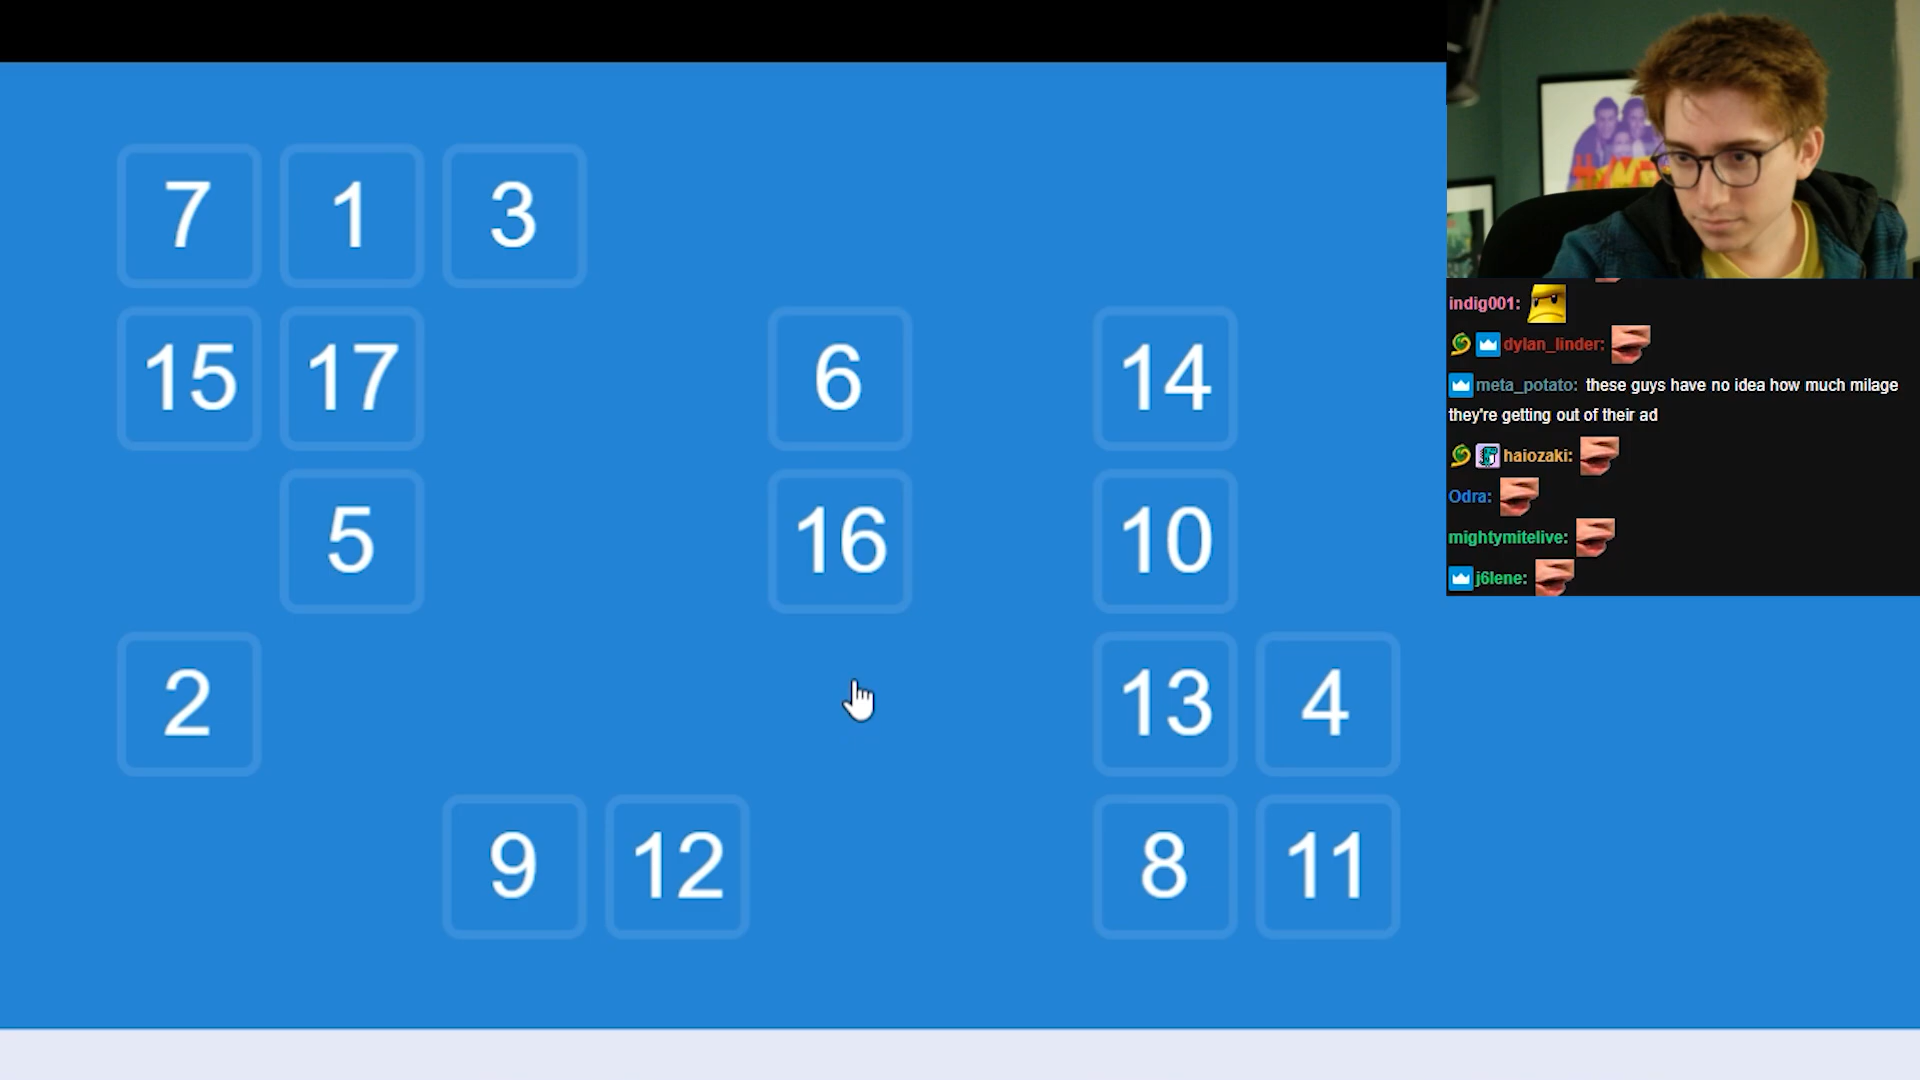 7 1 3
15 17 6 14
5 16 10
2 13 4
9 12 8 11
indig001:
dylan_linder:
meta_potato: these guys have no idea how much milage
they're getting out of their ad
haiozaki:
Odra:
mightymitelive:
j6lene: